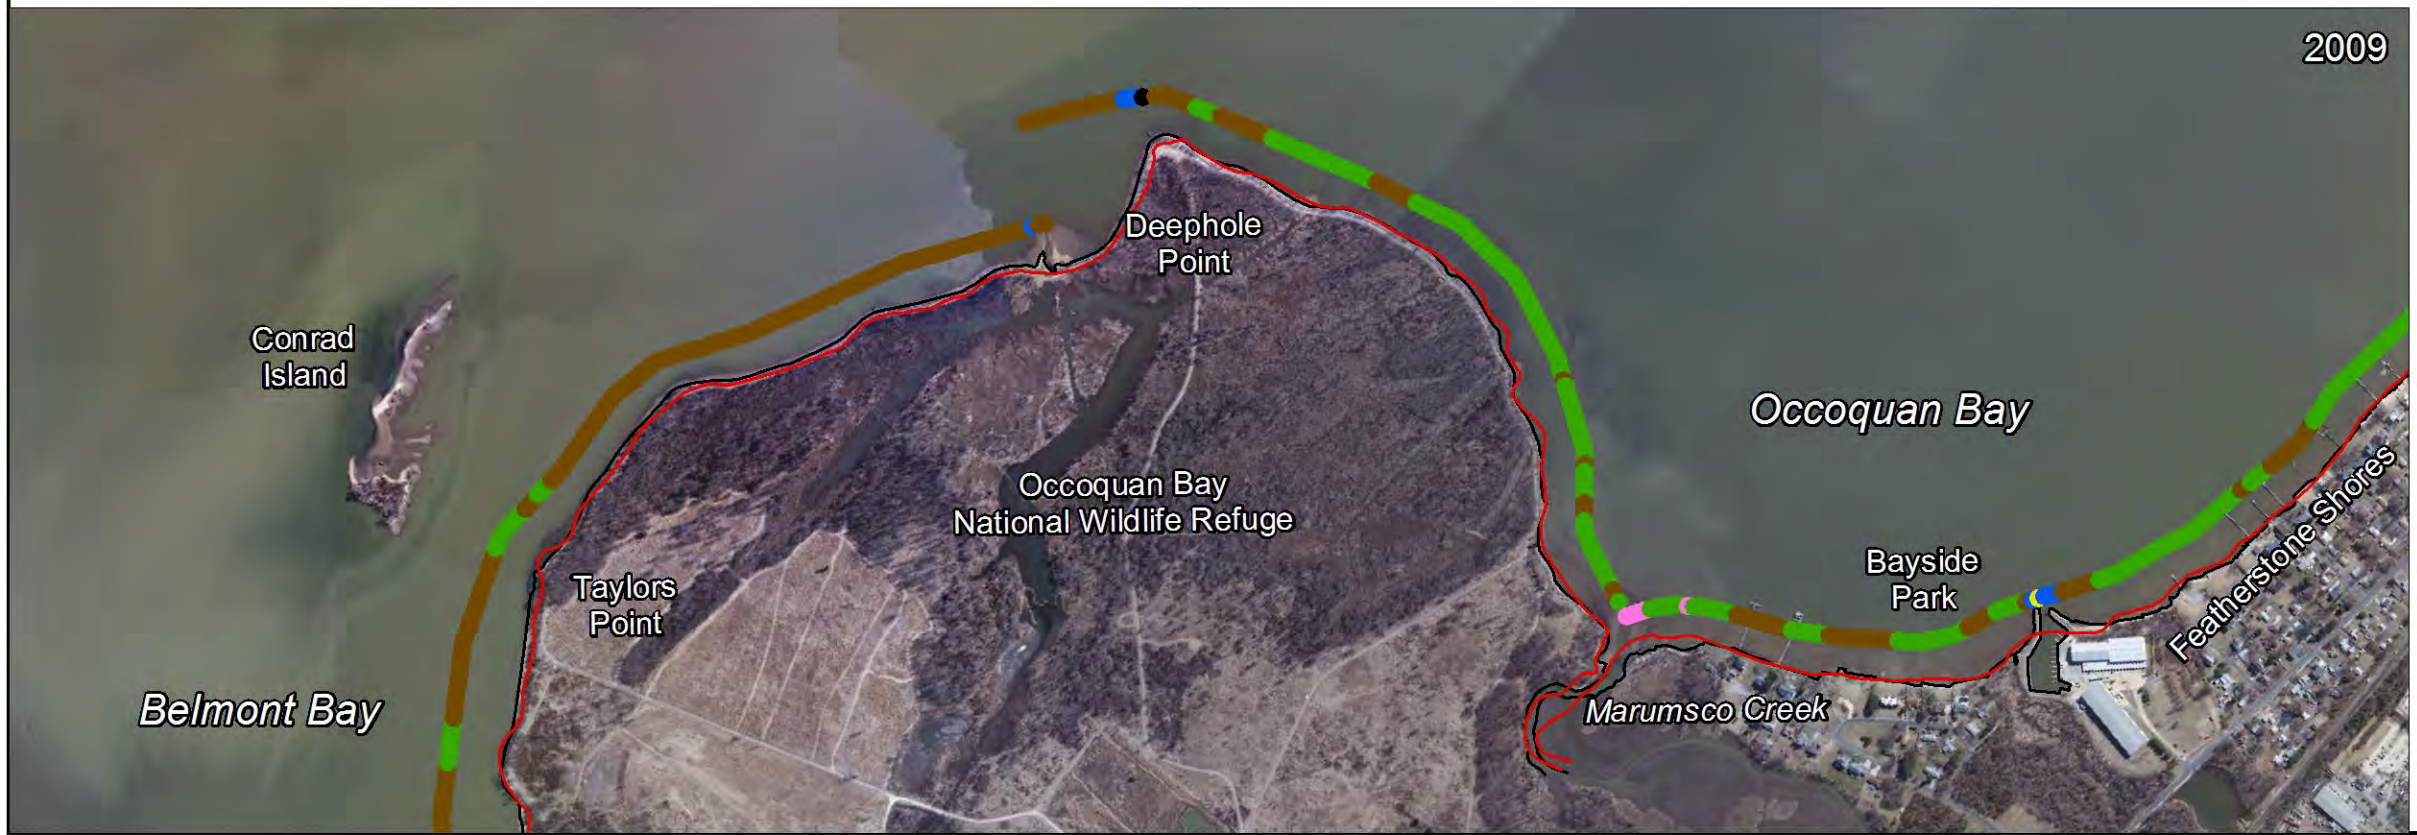 2009
Deephole
Point
Conrad
Island
Occoquan Bay
Occoquan Bay
National Wildlife Refuge
Bayside
Park
Featherstone Shores
Taylors
Point
Belmont Bay
Marumsco Creek